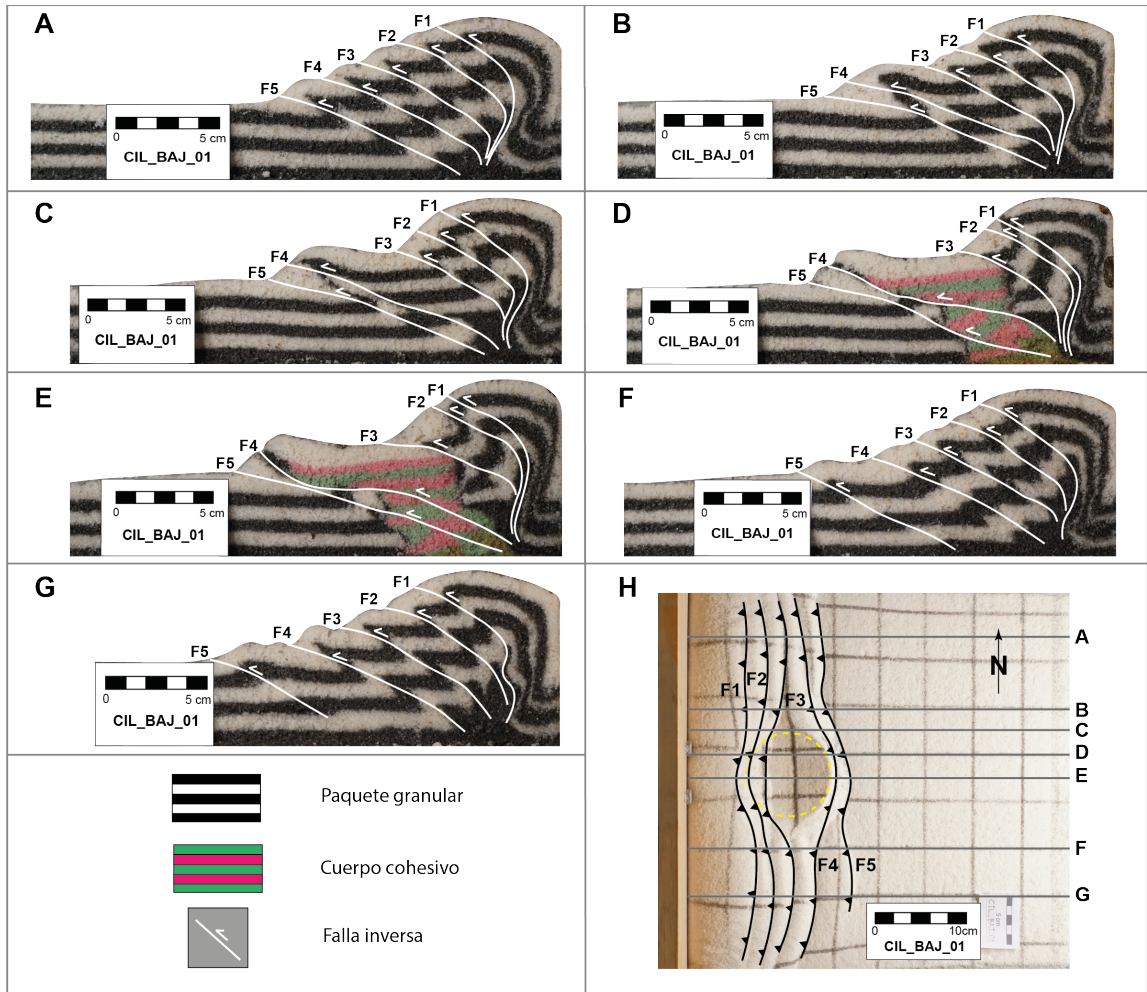 A
F1
F2
F3
F4
F5
0 5 cm
CIL_BAJ_01
B
F1
F2
F3
F4
F5
0 5 cm
CIL_BAJ_01
C
F1
F2
F3
F4
F5
0 5 cm
CIL_BAJ_01
D
F1
F2
F3
F4
F5
0 5 cm
CIL_BAJ_01
E
F1
F2
F3
F4
F5
0 5 cm
CIL_BAJ_01
F
F1
F2
F3
F4
F5
0 5 cm
CIL_BAJ_01
G
F1
F2
F3
F4
F5
0 5 cm
CIL_BAJ_01
H
A
N
F1 F2
F3
B
C
D
E
F
F4 F5
G
0 10cm
CIL_BAJ_01
Paquete granular
Cuerpo cohesivo
Falla inversa